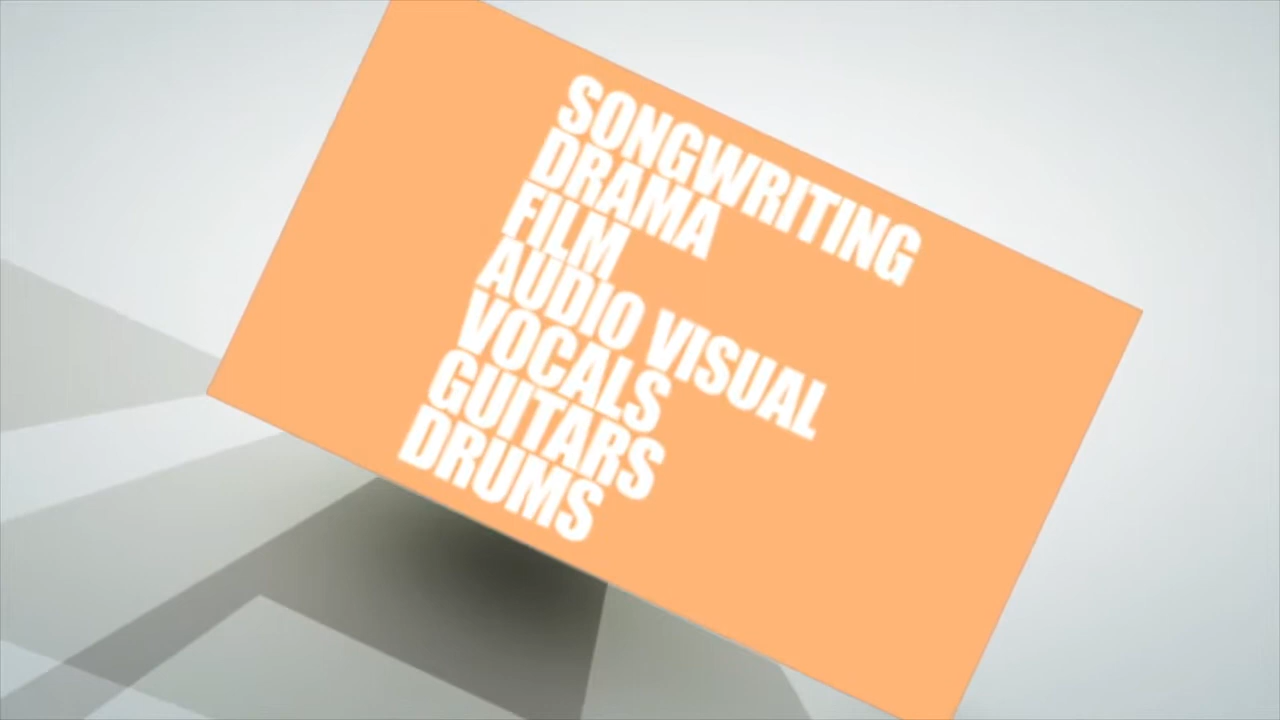 SONGWRITING
DRAMA
FILM
AUDIO VISUAL
VOCALS
GUITARS
DRUMS